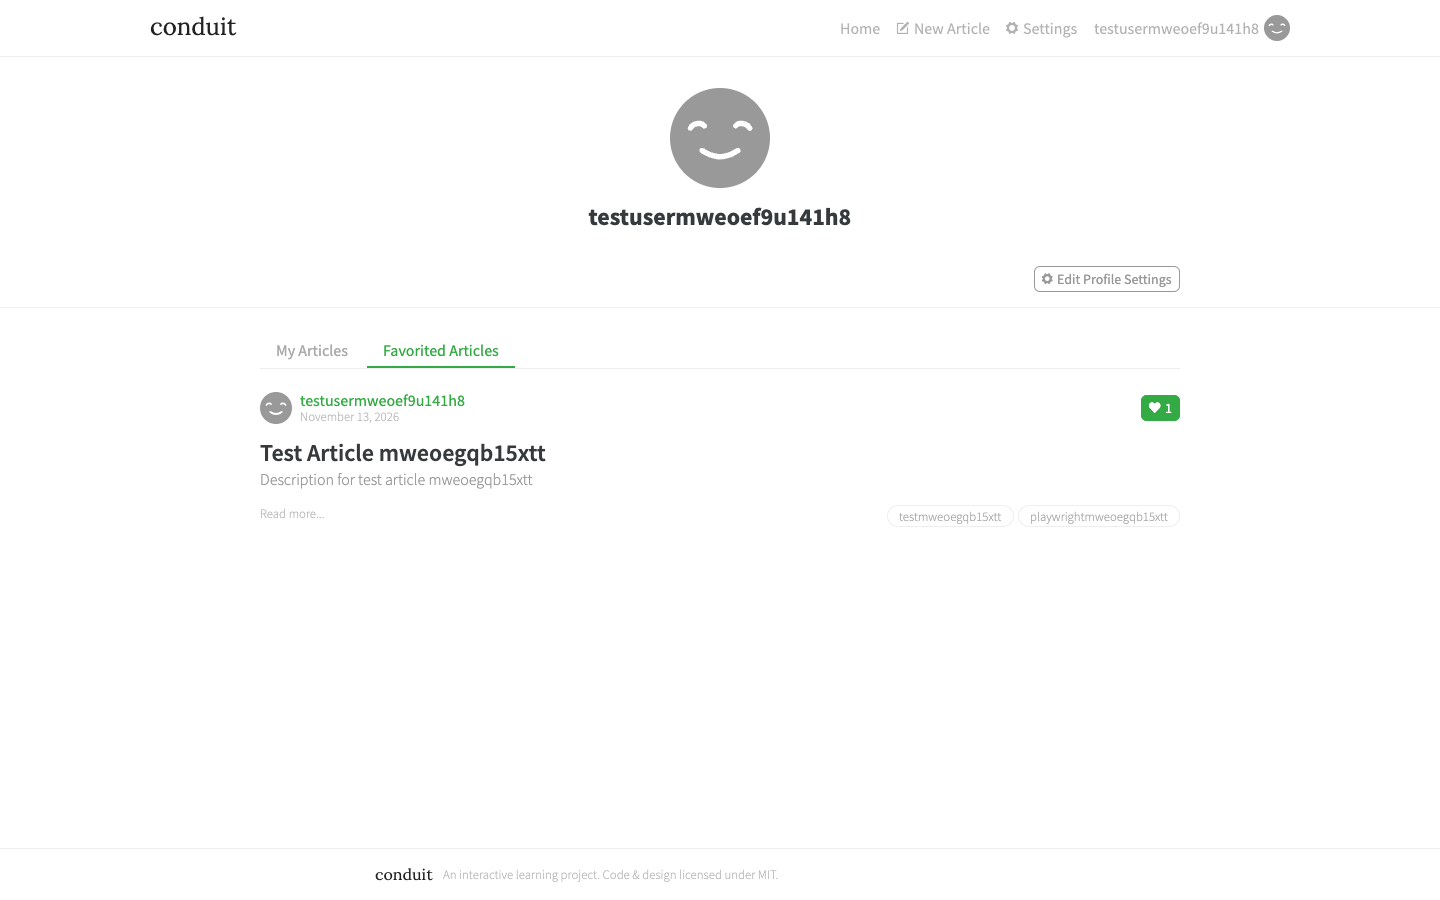 conduit
Home New Article Settings testusermweoef9u141h8
testusermweoef9u141h8
Edit Profile Settings
My Articles Favorited Articles
testusermweoef9u141h8
November 13, 2026
1
Test Article mweoegqb15xtt
Description for test article mweoegqb15xtt
Read more...
testmweoegqb15xtt playwrightmweoegqb15xtt
conduit An interactive learning project. Code & design licensed under MIT.